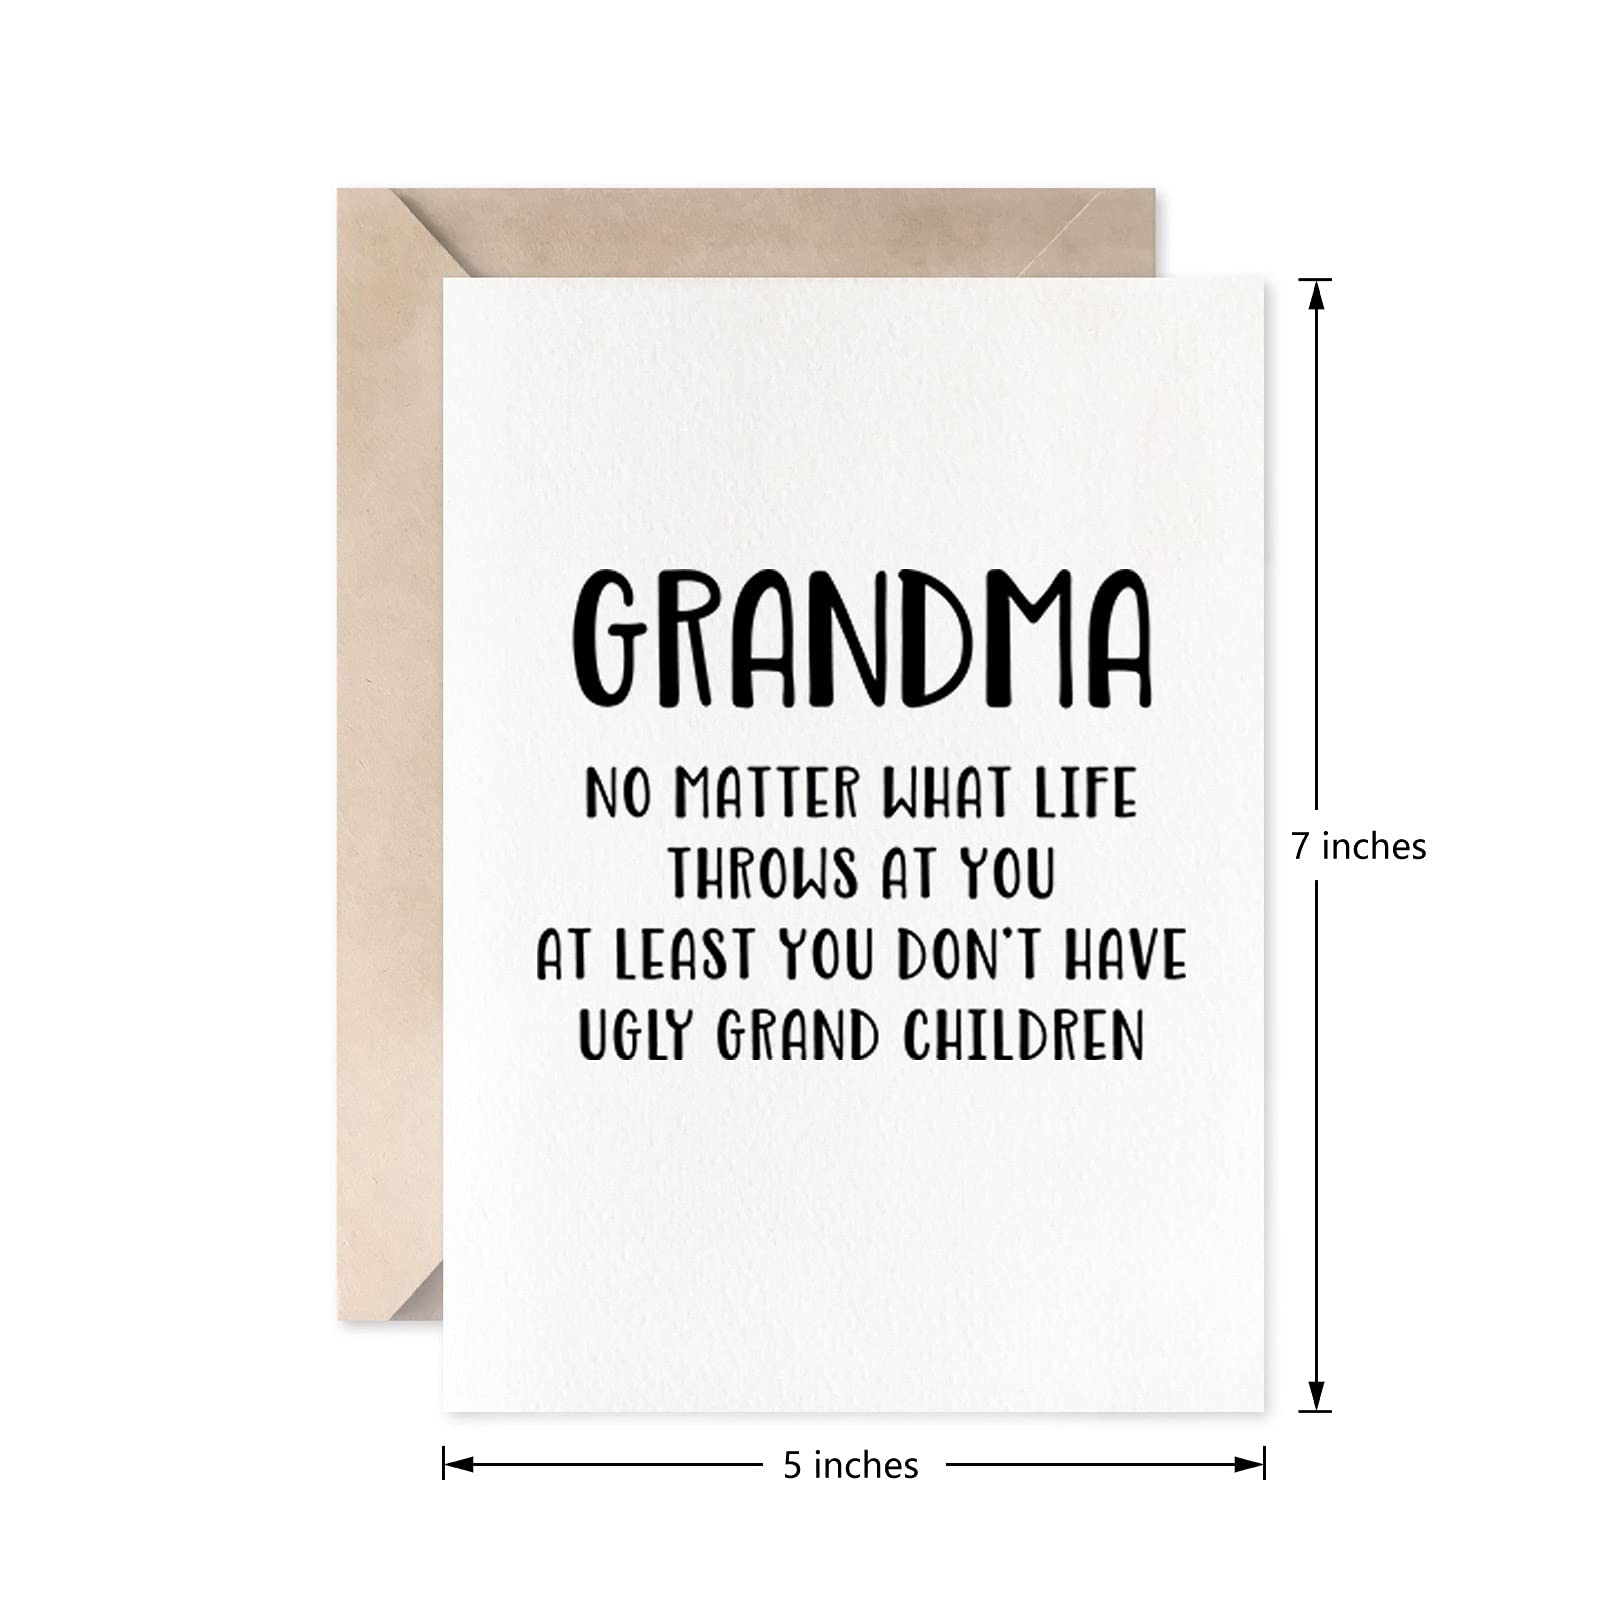 GRANDMA
NO MATTER WHAT LIFE
THROWS AT YOU
AT LEAST YOU DON'T HAVE
UGLY GRAND CHILDREN
7 inches
5 inches